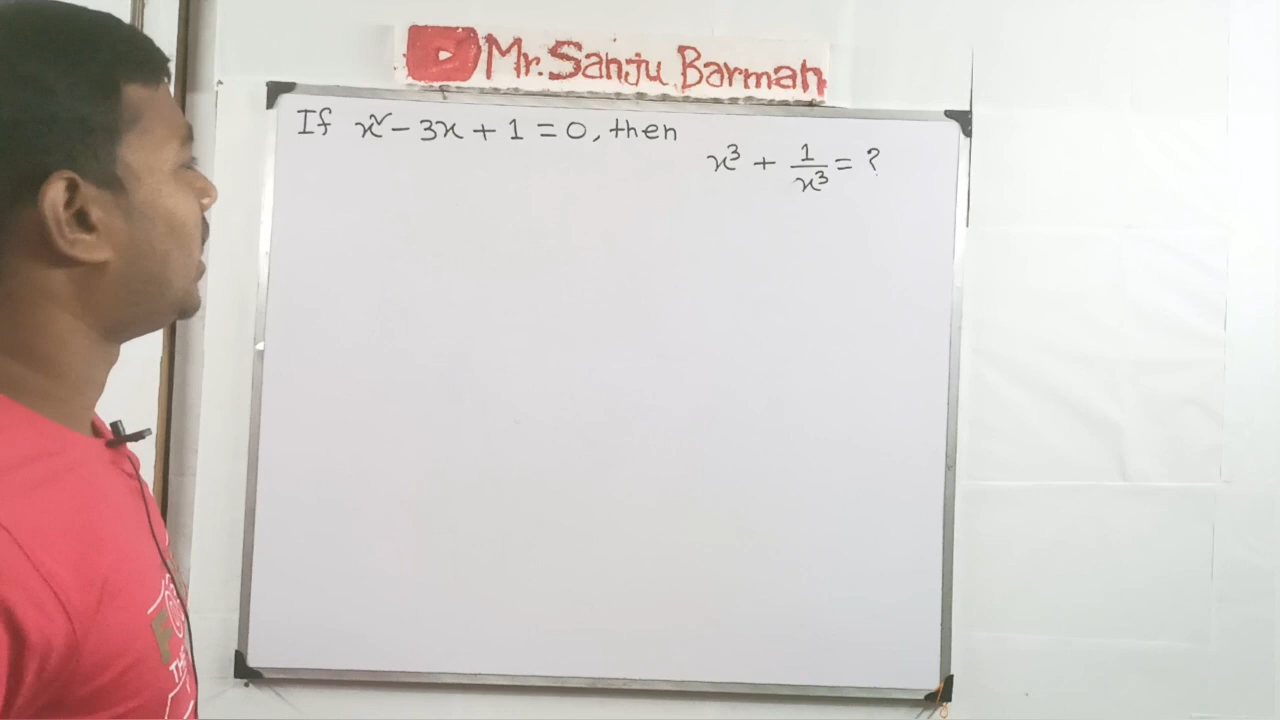 Mr. Sanju Barman
If x² - 3x + 1 = 0, then
x³ + 1/x³ = ?